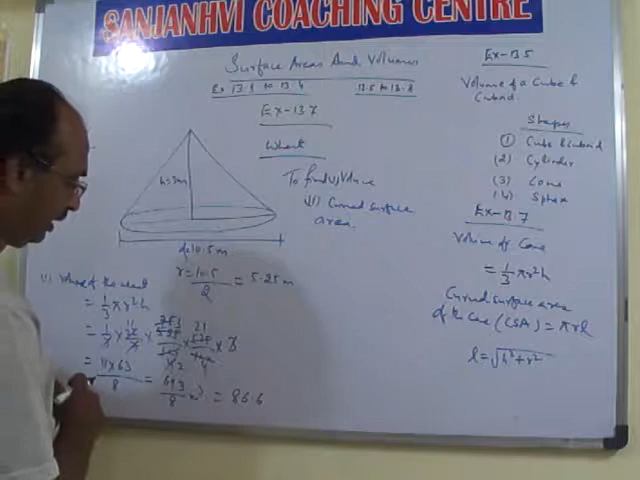 SANJANHVI COACHING CENTRE
Surface Areas And Volumes
Ex 13.1 to 13.4 13.5 to 13.8
Ex-13.7
Wheat
To find (i) Volume
(ii) Curved surface
area.
h=3m
d=10.5m
r=10.5/2 = 5.25m
(i) Volume of the wheat
= 1/3 πr²h
= 11×63/8 = 693/8 m³ = 86.6
Ex-13.5
Volume of a Cube &
Cuboid.
Shapes
(1) Cube & Cuboid
(2) Cylinder
(3) Cone
(4) Sphere
Ex-13.7
Volume of Cone
= 1/3 πr²h
Curved surface area
of the Cone (CSA) = πrl
l=√h²+r²